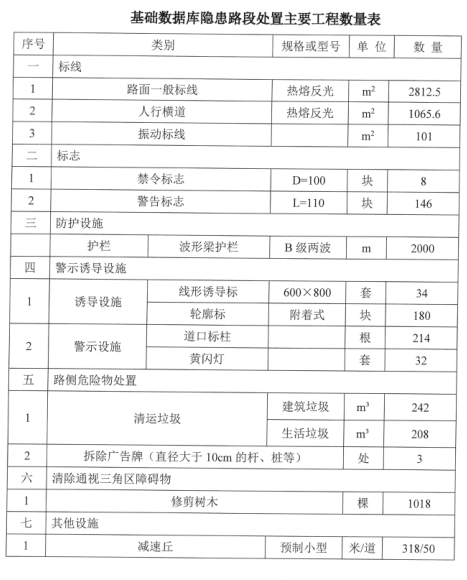 基础数据库隐患路段处置主要工程数量表
序号 类别 规格或型号 单 位 数 量
一 标线
1 路面一般标线 热熔反光 m² 2812.5
2 人行横道 热熔反光 m² 1065.6
3 振动标线 m² 101
二 标志
1 禁令标志 D=100 块 8
2 警告标志 L=110 块 146
三 防护设施
护栏 波形梁护栏 B 级两波 m 2000
四 警示诱导设施
1 诱导设施 线形诱导标 600×800 套 34
轮廓标 附着式 块 180
2 警示设施 道口标柱 根 214
黄闪灯 套 32
五 路侧危险物处置
1 清运垃圾 建筑垃圾 m³ 242
生活垃圾 m³ 208
2 拆除广告牌（直径大于 10cm 的杆、桩等） 处 3
六 清除通视三角区障碍物
1 修剪树木 棵 1018
七 其他设施
1 减速丘 预制小型 米/道 318/50